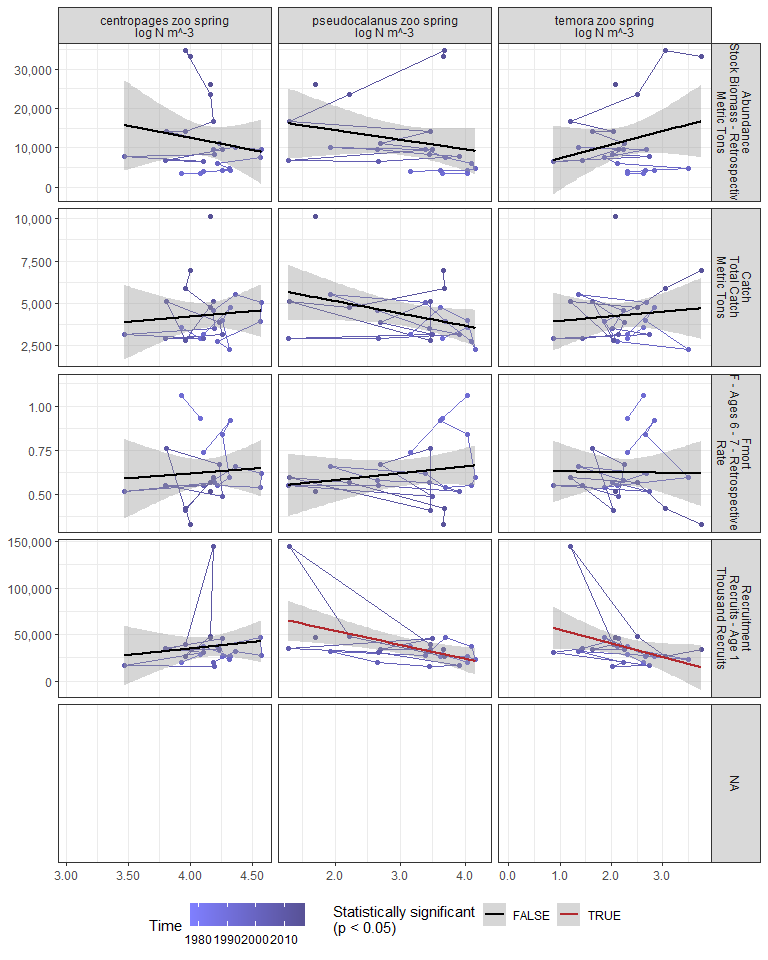 centropages zoo spring
log N m^-3
pseudocalanus zoo spring
log N m^-3
temora zoo spring
log N m^-3
30,000
20,000
10,000
0
Abundance
Stock Biomass - Retrospectiv
Metric Tons
10,000
7,500
5,000
2,500
Catch
Total Catch
Metric Tons
1.00
0.75
0.50
Fmort
F - Ages 6 - 7 - Retrospective
Rate
150,000
100,000
50,000
0
Recruitment
Recruits - Age 1
Thousand Recruits
NA
3.00 3.50 4.00 4.50
2.0 3.0 4.0
0.0 1.0 2.0 3.0
Time
1980 1990 2000 2010
Statistically significant
(p < 0.05)
FALSE
TRUE